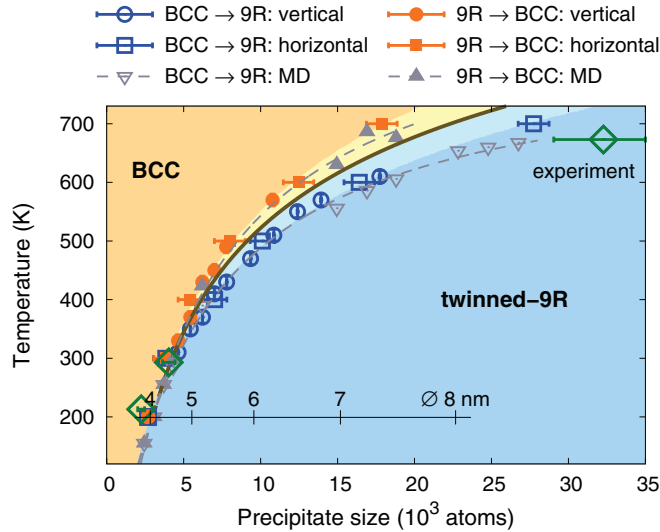 BCC → 9R: vertical 9R → BCC: vertical
BCC → 9R: horizontal 9R → BCC: horizontal
BCC → 9R: MD 9R → BCC: MD
700
BCC
experiment
600
500
twinned–9R
400
300
4 5 6 7 ∅ 8 nm
200
Temperature (K)
0 5 10 15 20 25 30 35
Precipitate size (10³ atoms)